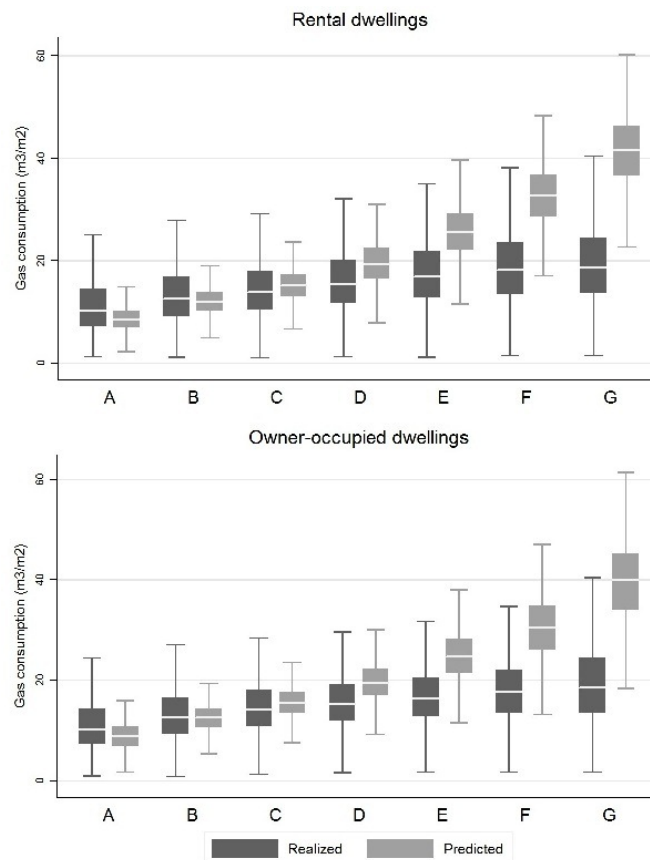 Rental dwellings
Gas consumption (m3/m2)
60
40
20
0
A B C D E F G
Owner-occupied dwellings
Gas consumption (m3/m2)
60
40
20
0
A B C D E F G
Realized Predicted